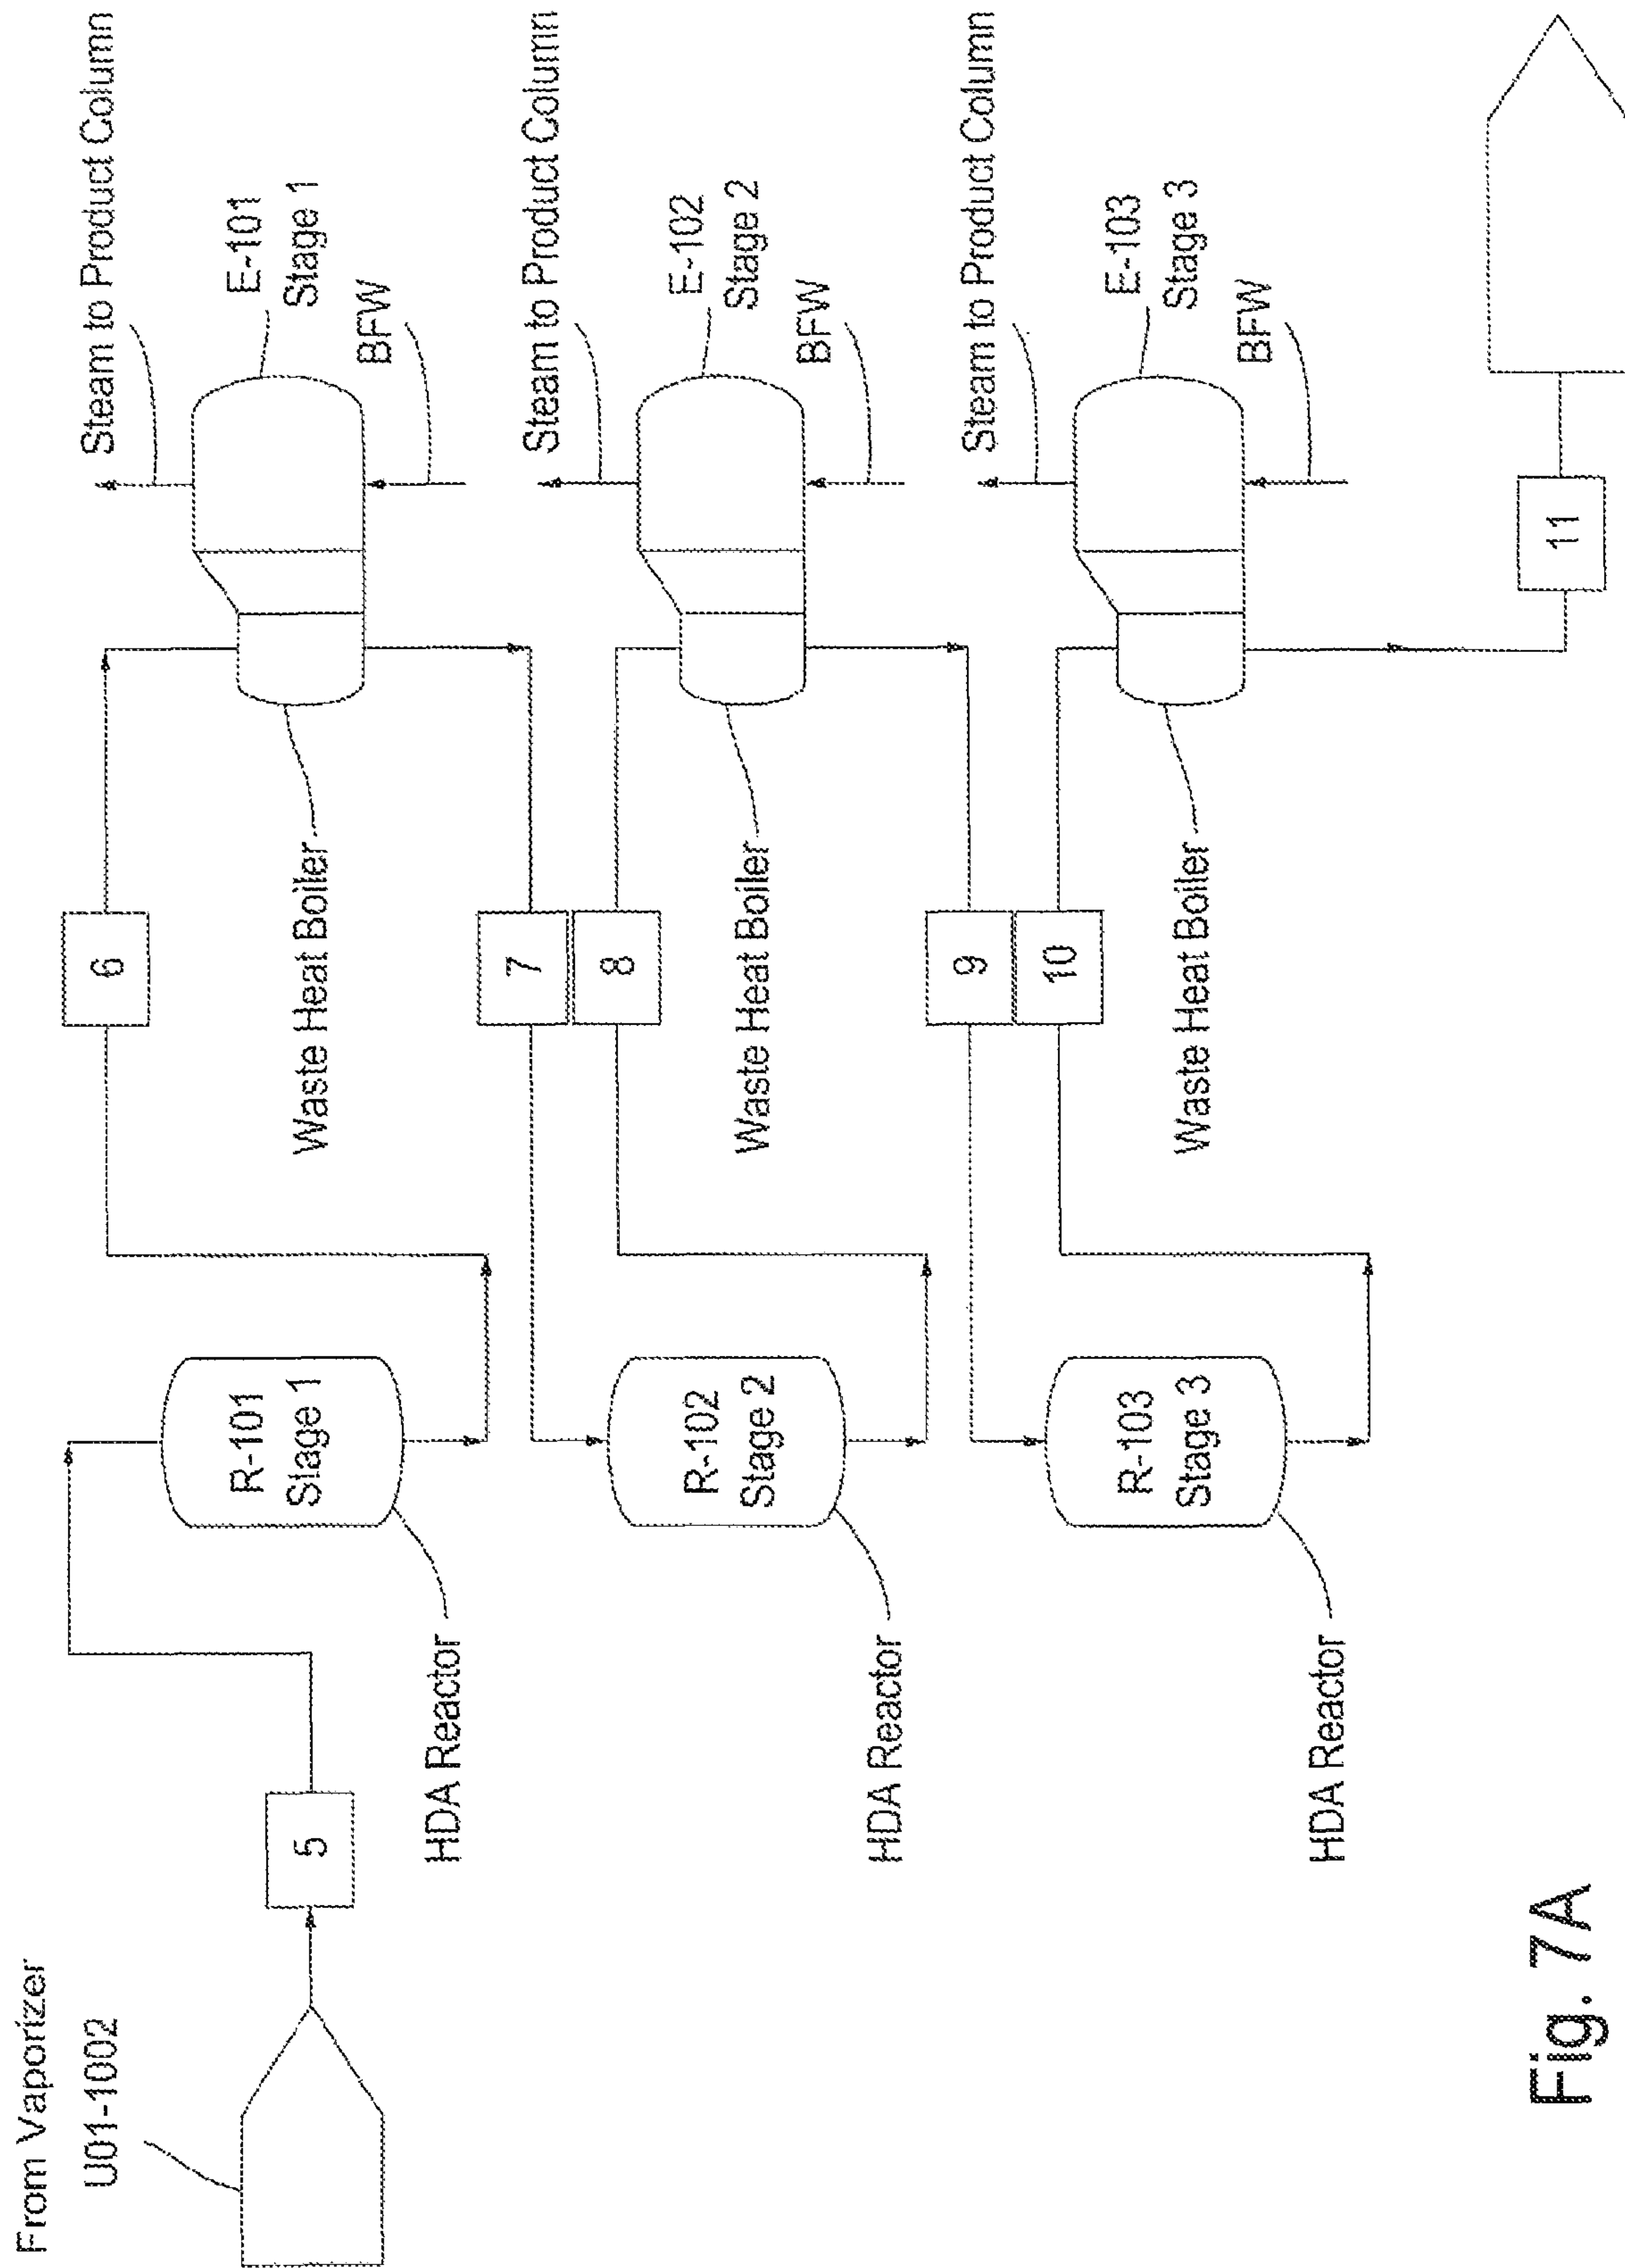 From Vaporizer
U01-1002
5
HDA Reactor
R-101
Stage 1
6
Waste Heat Boiler
Steam to Product Column
E-101
Stage 1
BFW
7
8
HDA Reactor
R-102
Stage 2
Waste Heat Boiler
Steam to Product Column
E-102
Stage 2
BFW
9
10
HDA Reactor
R-103
Stage 3
Waste Heat Boiler
Steam to Product Column
E-103
Stage 3
BFW
11
Fig. 7A